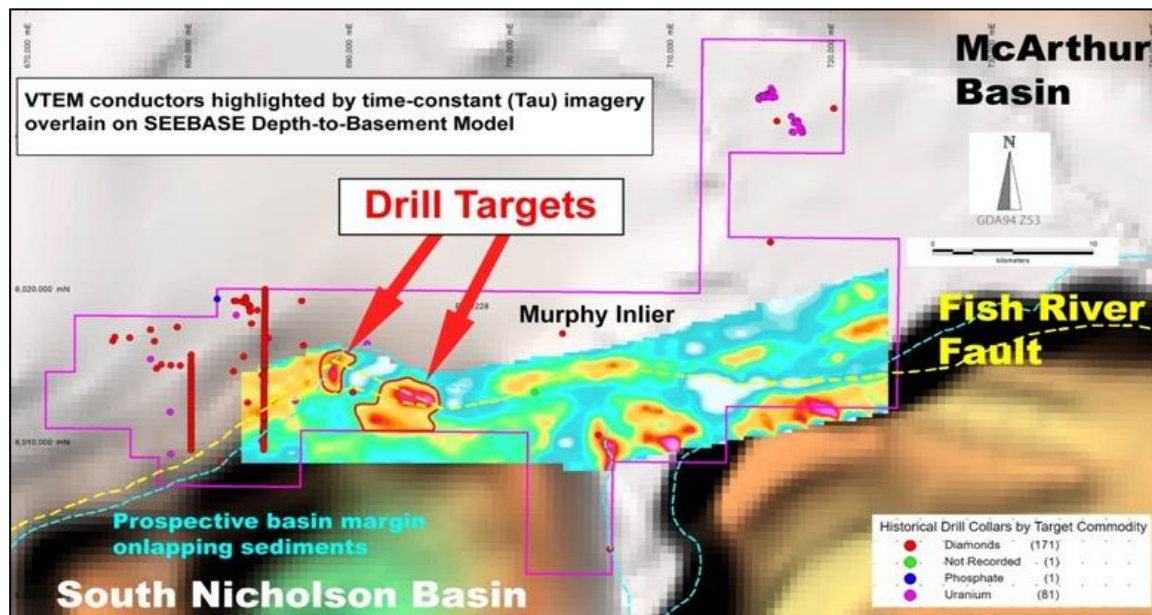 670,000 mE
680,000 mE
690,000 mE
700,000 mE
710,000 mE
720,000 mE
McArthur
Basin
VTEM conductors highlighted by time-constant (Tau) imagery
overlain on SEEBASE Depth-to-Basement Model
N
GDA94 Z53
0
10
kilometers
Drill Targets
8,020,000 mN
228
Murphy Inlier
Fish River
Fault
8,010,000 mN
Prospective basin margin
onlapping sediments
South Nicholson Basin
Historical Drill Collars by Target Commodity
Diamonds (171)
Not Recorded (1)
Phosphate (1)
Uranium (81)